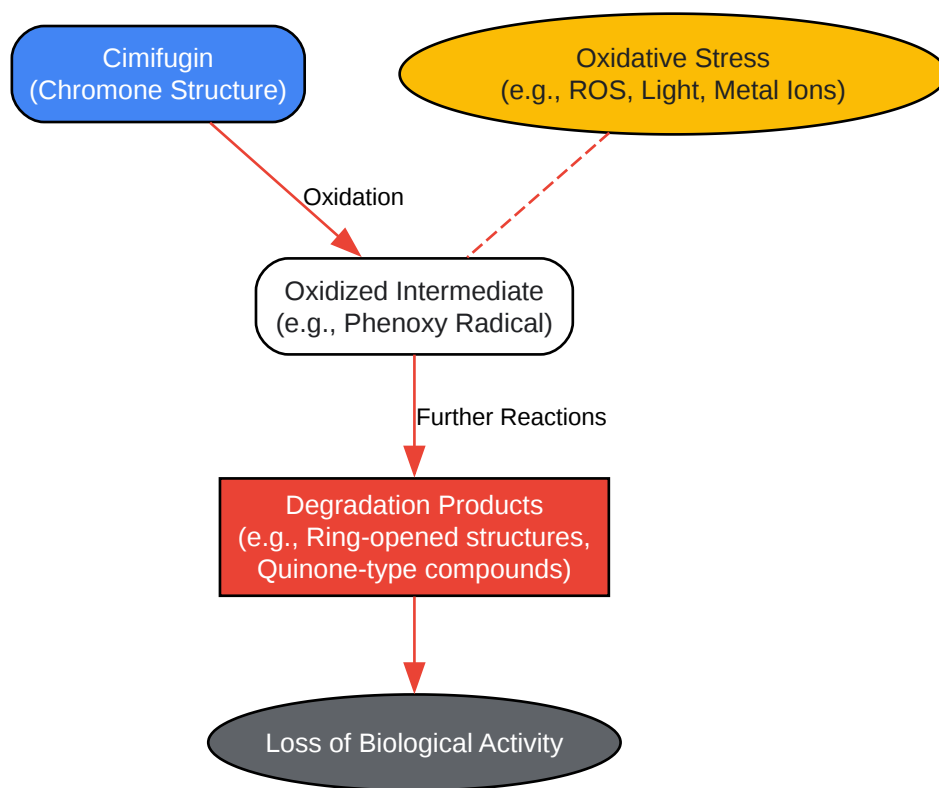 Cimifugin
(Chromone Structure)
Oxidative Stress
(e.g., ROS, Light, Metal Ions)
Oxidation
Oxidized Intermediate
(e.g., Phenoxy Radical)
Further Reactions
Degradation Products
(e.g., Ring-opened structures,
Quinone-type compounds)
Loss of Biological Activity